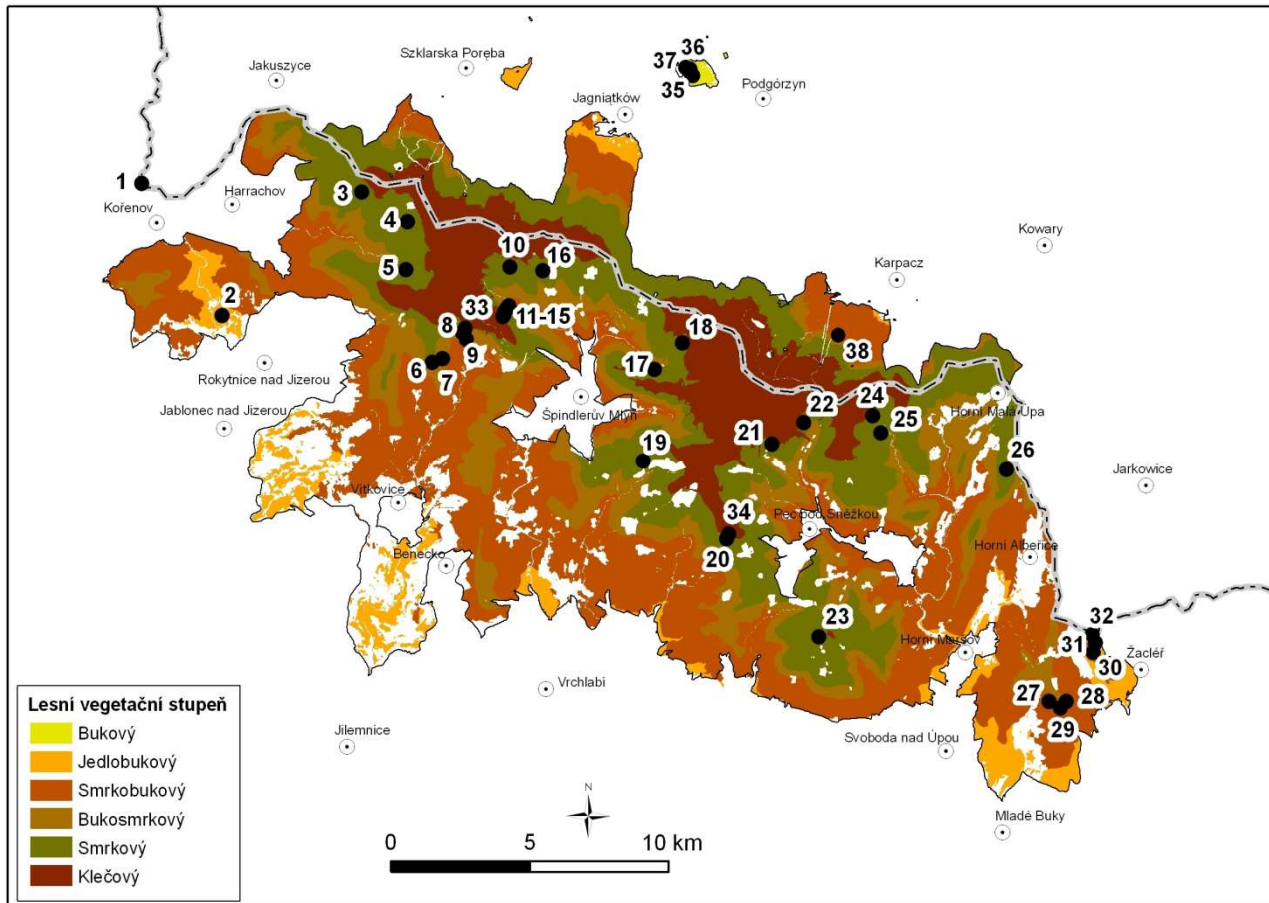 36
Szklarska Poręba
37
Jakuszyce
35
Podgórzyn
Jagniątków
1
3
Harrachov
Kořenov
4
Kowary
10
16
5
Karpacz
2
33
11-15
8
18
38
9
6
7
17
Rokytnice nad Jizerou
22
24
Horní Malá Úpa
Špindlerův Mlýn
Jablonec nad Jizerou
25
21
19
26
Jarkowice
Vítkovice
34
Pec pod Sněžkou
20
Horní Albeřice
Benecko
23
32
31
Horní Maršov
Žacléř
30
Vrchlabí
27
28
Lesní vegetační stupeň
29
Bukový
Jilemnice
Svoboda nad Úpou
Jedlobukový
Smrkobukový
N
Bukosmrkový
Mladé Buky
Smrkový
0 5 10 km
Klečový